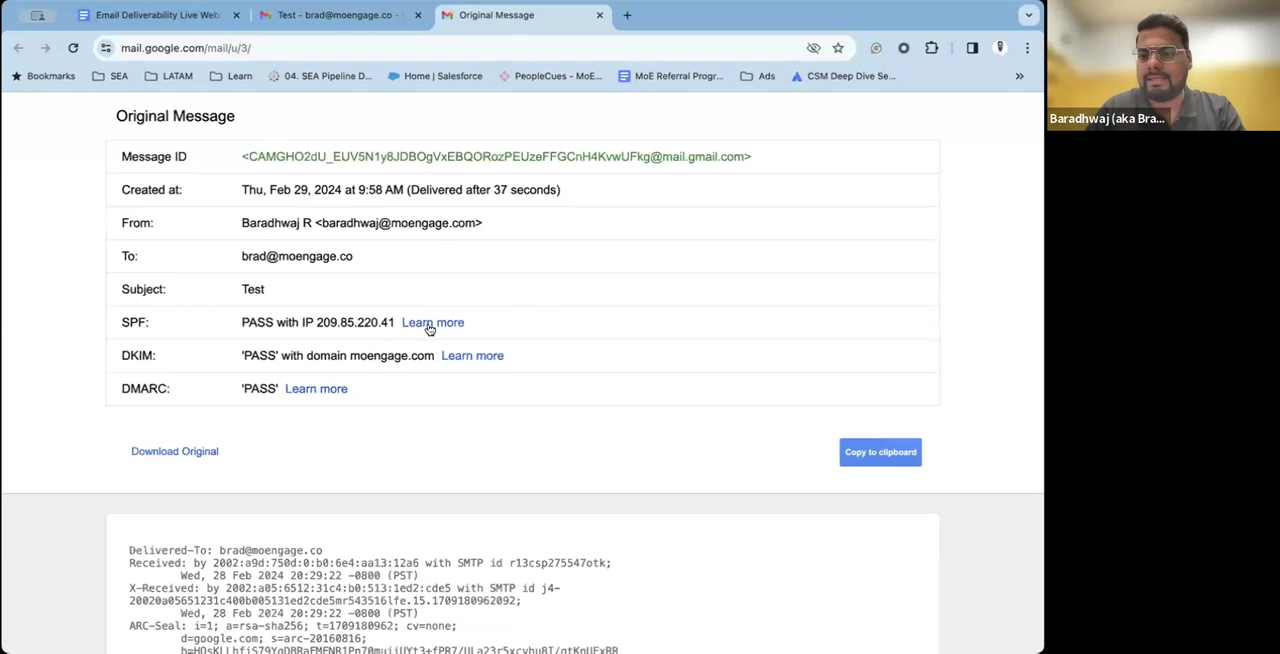 Email Deliverability Live Web
Test - brad@moengage.co -
Original Message
mail.google.com/mail/u/3/
Bookmarks
SEA
LATAM
Learn
04. SEA Pipeline D...
Home | Salesforce
PeopleCues - MoE...
MoE Referral Progr...
Ads
CSM Deep Dive Se...
Baradhwaj (aka Bra...
Original Message
Message ID <CAMGHO2dU_EUV5N1y8JDBOgVxEBQORozPEUzeFFGCnH4KvwUFkg@mail.gmail.com>
Created at: Thu, Feb 29, 2024 at 9:58 AM (Delivered after 37 seconds)
From: Baradhwaj R <baradhwaj@moengage.com>
To: brad@moengage.co
Subject: Test
SPF: PASS with IP 209.85.220.41 Learn more
DKIM: 'PASS' with domain moengage.com Learn more
DMARC: 'PASS' Learn more
Download Original
Copy to clipboard
Delivered-To: brad@moengage.co
Received: by 2002:a9d:750d:0:b0:6e4:aa13:12a6 with SMTP id r13csp275547otk;
Wed, 28 Feb 2024 20:29:22 -0800 (PST)
X-Received: by 2002:a05:6512:31c4:b0:513:1ed2:cde5 with SMTP id j4-
20020a05651231c400b005131ed2cde5mr543516lfe.15.1709180962092;
Wed, 28 Feb 2024 20:29:22 -0800 (PST)
ARC-Seal: i=1; a=rsa-sha256; t=1709180962; cv=none;
d=google.com; s=arc-20160816;